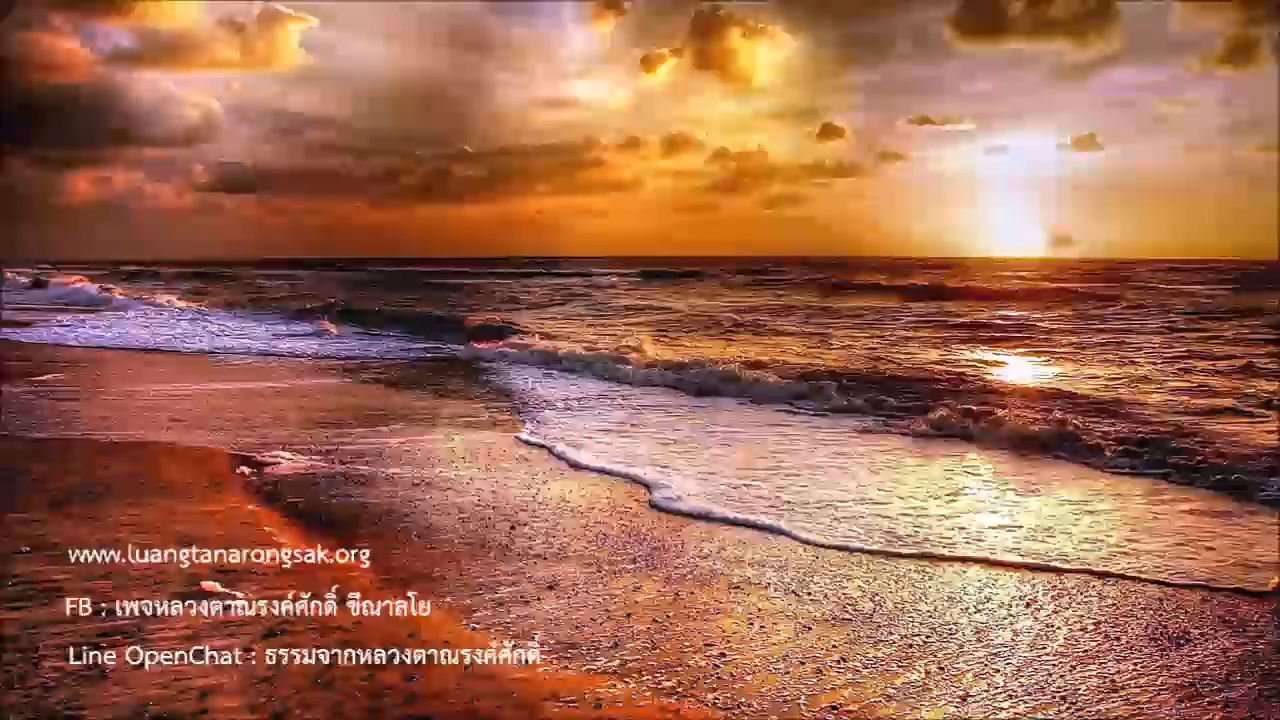 www.luangtanarongsak.org
FB : เพจหลวงตาณรงค์ศักดิ์ ขีณาลโย
Line OpenChat : ธรรมจากหลวงตาณรงศ์ศักดิ์